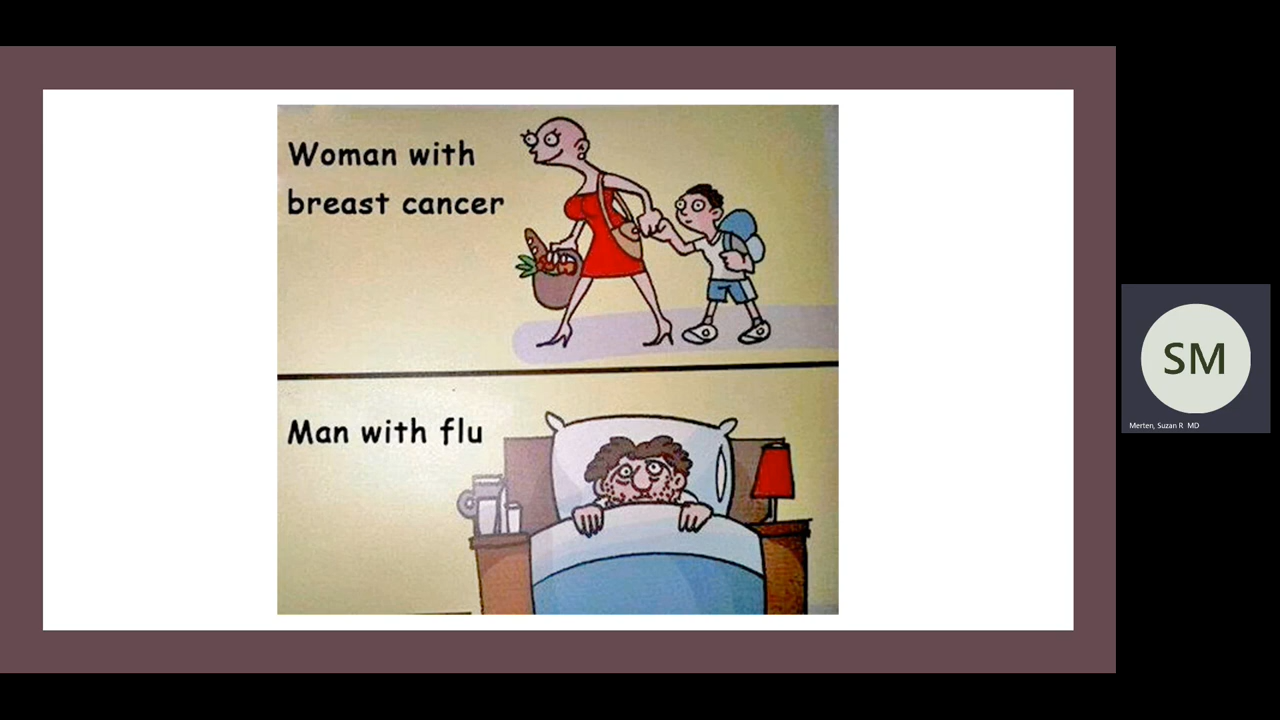 Woman with
breast cancer
Man with flu
SM
Merten, Suzan R MD